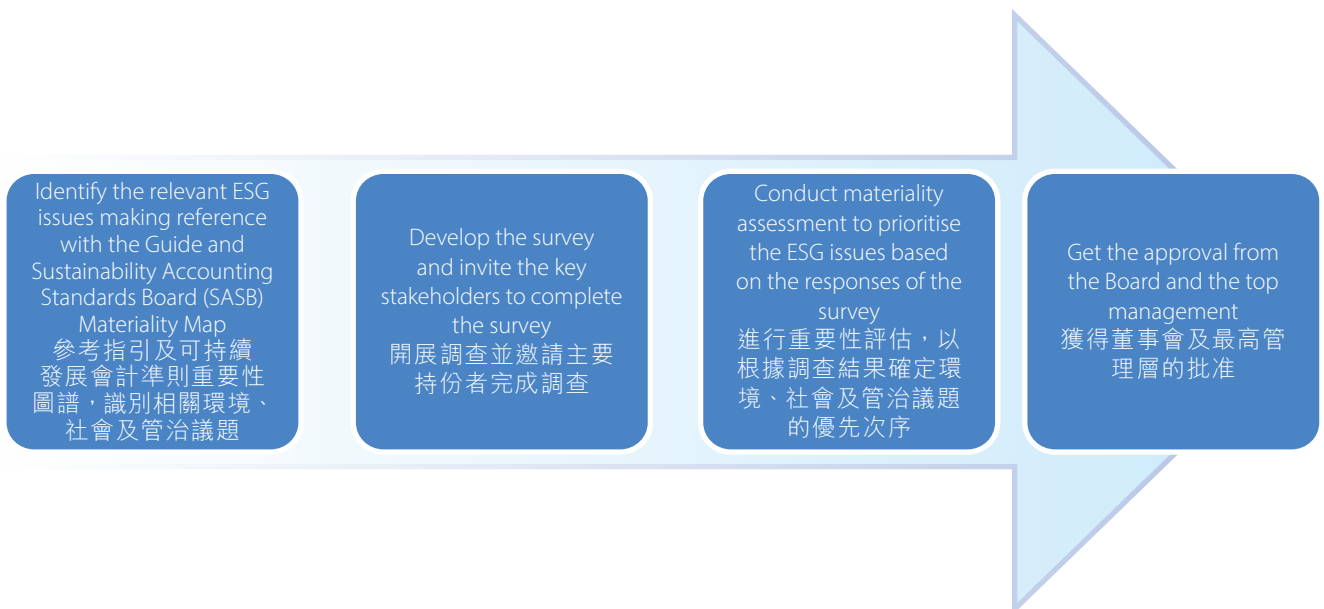 Identify the relevant ESG
issues making reference
with the Guide and
Sustainability Accounting
Standards Board (SASB)
Materiality Map
參考指引及可持續
發展會計準則重要性
圖譜，識別相關環境、
社會及管治議題
Develop the survey
and invite the key
stakeholders to complete
the survey
開展調查並邀請主要
持份者完成調查
Conduct materiality
assessment to prioritise
the ESG issues based
on the responses of the
survey
進行重要性評估，以
根據調查結果確定環
境、社會及管治議題
的優先次序
Get the approval from
the Board and the top
management
獲得董事會及最高管
理層的批准